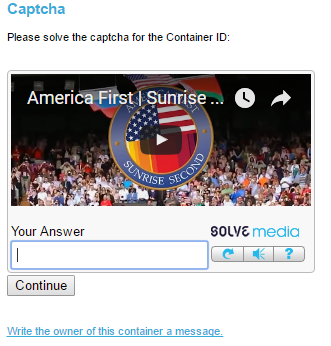 Captcha
Please solve the captcha for the Container ID:
America First | Sunrise ...
SUNRISE SECOND
Your Answer
SOLVE media
?
Continue
Write the owner of this container a message.